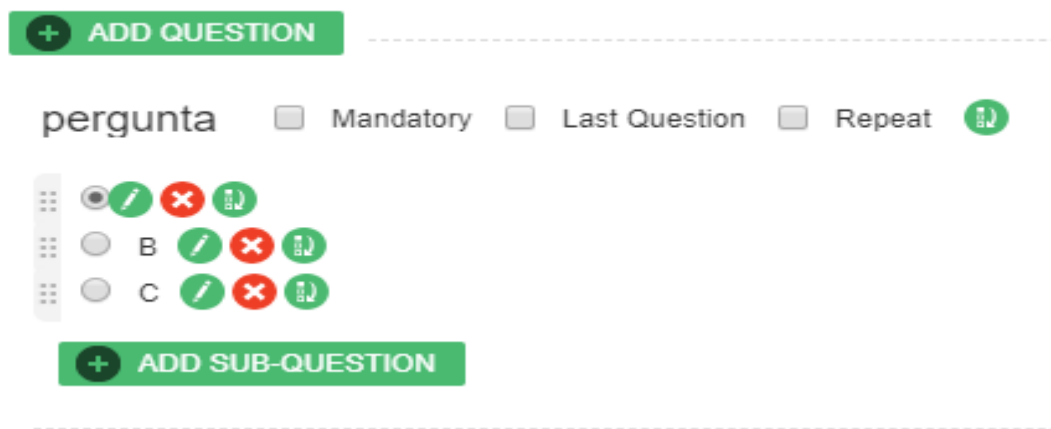 ADD QUESTION
pergunta Mandatory Last Question Repeat
B
C
ADD SUB-QUESTION